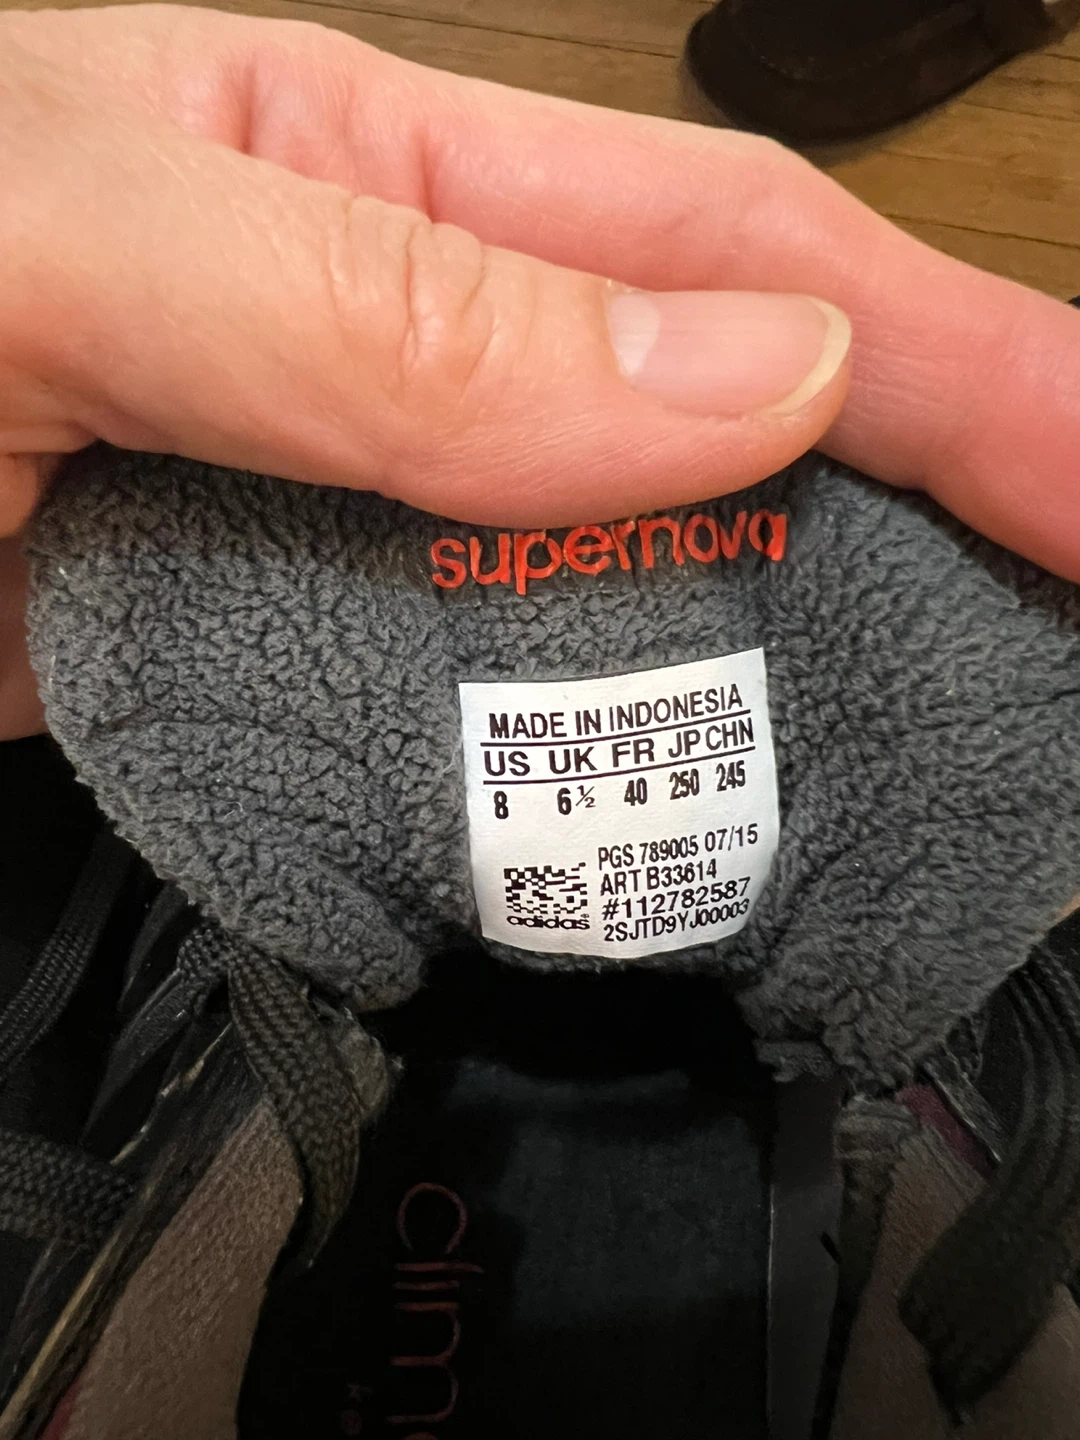 supernova
MADE IN INDONESIA
US UK FR JP CHN
8 6½ 40 250 245
PGS 789005 07/15
ART B33614
#112782587
2SJTD9YJ00003
adidas